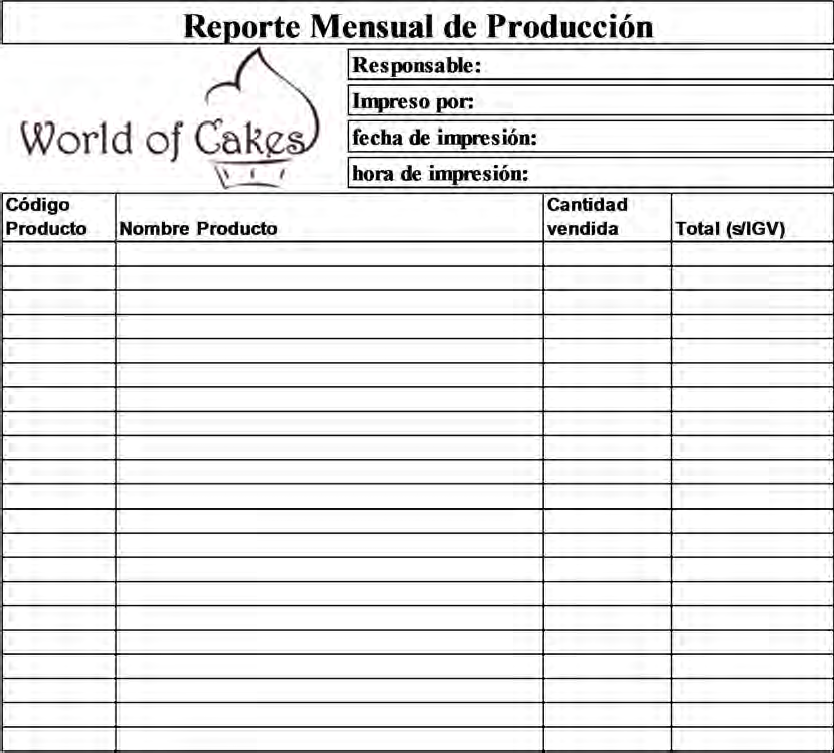 Reporte Mensual de Producción
World of Cakes
Responsable:
Impreso por:
fecha de impresión:
hora de impresión:
Código
Producto
Nombre Producto
Cantidad
vendida
Total (s/IGV)